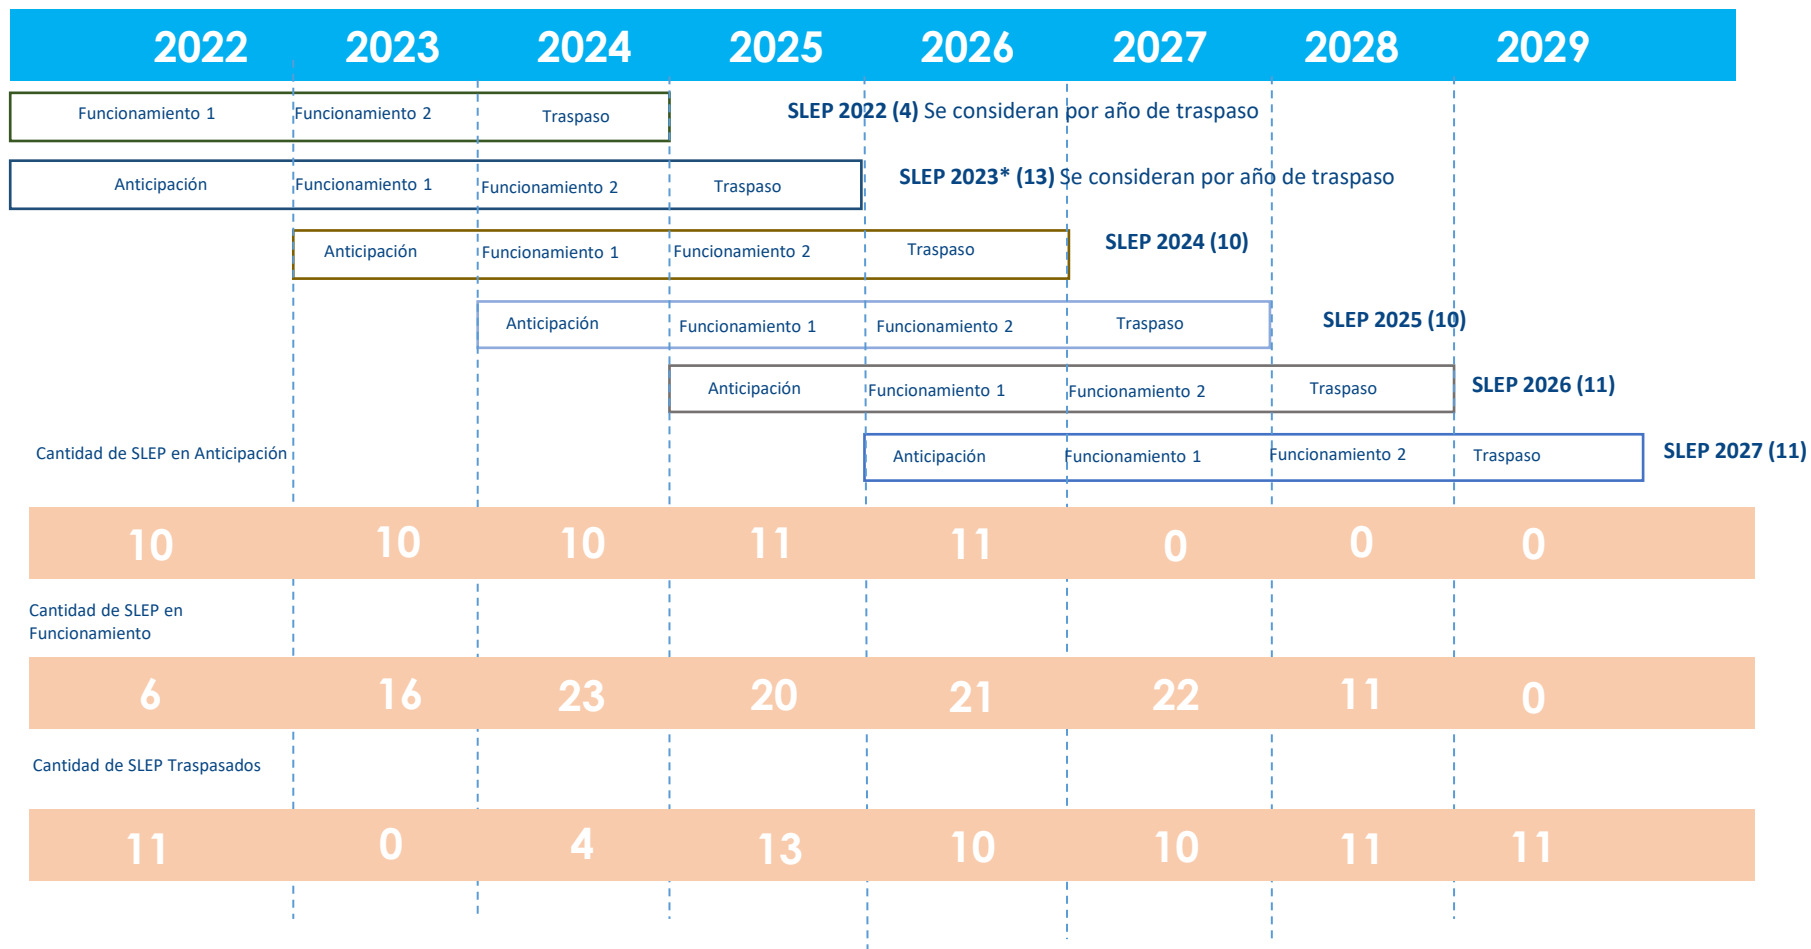 2022 2023 2024 2025 2026 2027 2028 2029
Funcionamiento 1 Funcionamiento 2 Traspaso SLEP 2022 (4) Se consideran por año de traspaso
Anticipación Funcionamiento 1 Funcionamiento 2 Traspaso SLEP 2023* (13) Se consideran por año de traspaso
Anticipación Funcionamiento 1 Funcionamiento 2 Traspaso SLEP 2024 (10)
Anticipación Funcionamiento 1 Funcionamiento 2 Traspaso SLEP 2025 (10)
Anticipación Funcionamiento 1 Funcionamiento 2 Traspaso SLEP 2026 (11)
Cantidad de SLEP en Anticipación Anticipación Funcionamiento 1 Funcionamiento 2 Traspaso SLEP 2027 (11)
10 10 10 11 11 0 0 0
Cantidad de SLEP en
Funcionamiento
6 16 23 20 21 22 11 0
Cantidad de SLEP Traspasados
11 0 4 13 10 10 11 11